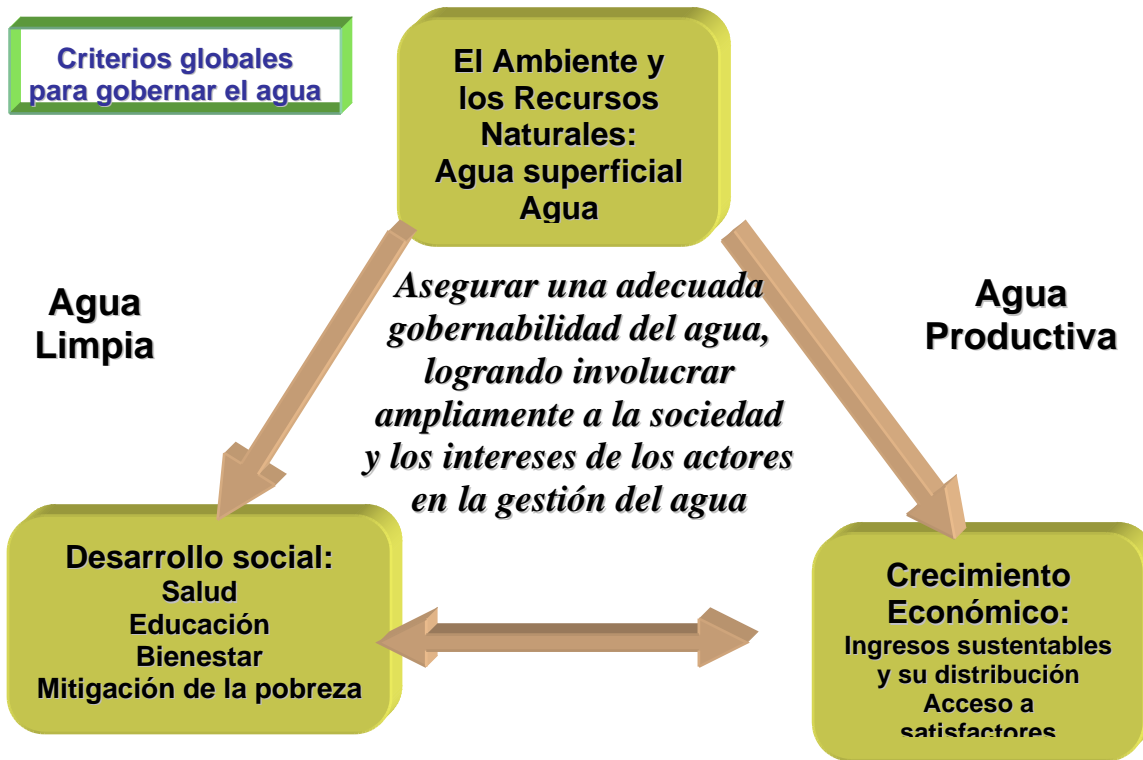 Criterios globales
para gobernar el agua
El Ambiente y
los Recursos
Naturales:
Agua superficial
Agua
Agua
Limpia
Asegurar una adecuada
gobernabilidad del agua,
logrando involucrar
ampliamente a la sociedad
y los intereses de los actores
en la gestión del agua
Agua
Productiva
Desarrollo social:
Salud
Educación
Bienestar
Mitigación de la pobreza
Crecimiento
Económico:
Ingresos sustentables
y su distribución
Acceso a
satisfactores